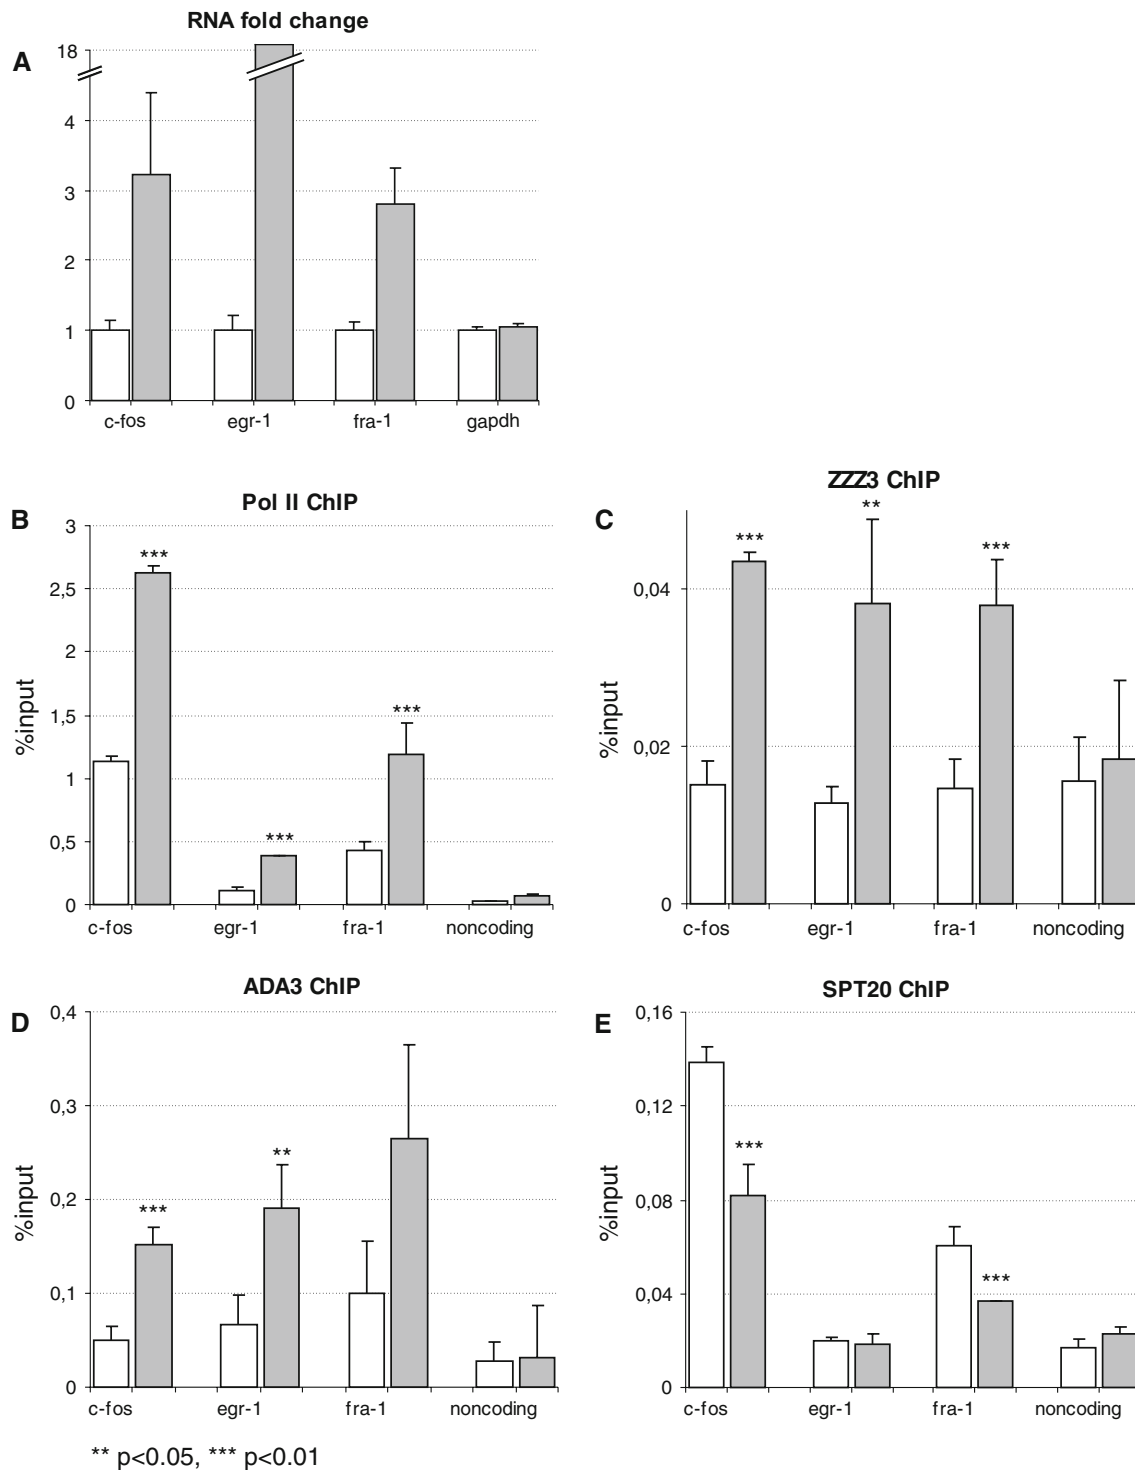 RNA fold change
A
18
4
3
2
1
0
c-fos egr-1 fra-1 gapdh
B
Pol II ChIP
%input
3
2,5
2
1,5
1
0,5
0
***
***
***
c-fos egr-1 fra-1 noncoding
C
ZZZ3 ChIP
%input
0,04
0,02
0
***
**
***
c-fos egr-1 fra-1 noncoding
D
ADA3 ChIP
%input
0,4
0,3
0,2
0,1
0
***
**
c-fos egr-1 fra-1 noncoding
E
SPT20 ChIP
%input
0,16
0,12
0,08
0,04
0
***
***
c-fos egr-1 fra-1 noncoding
** p<0.05, *** p<0.01